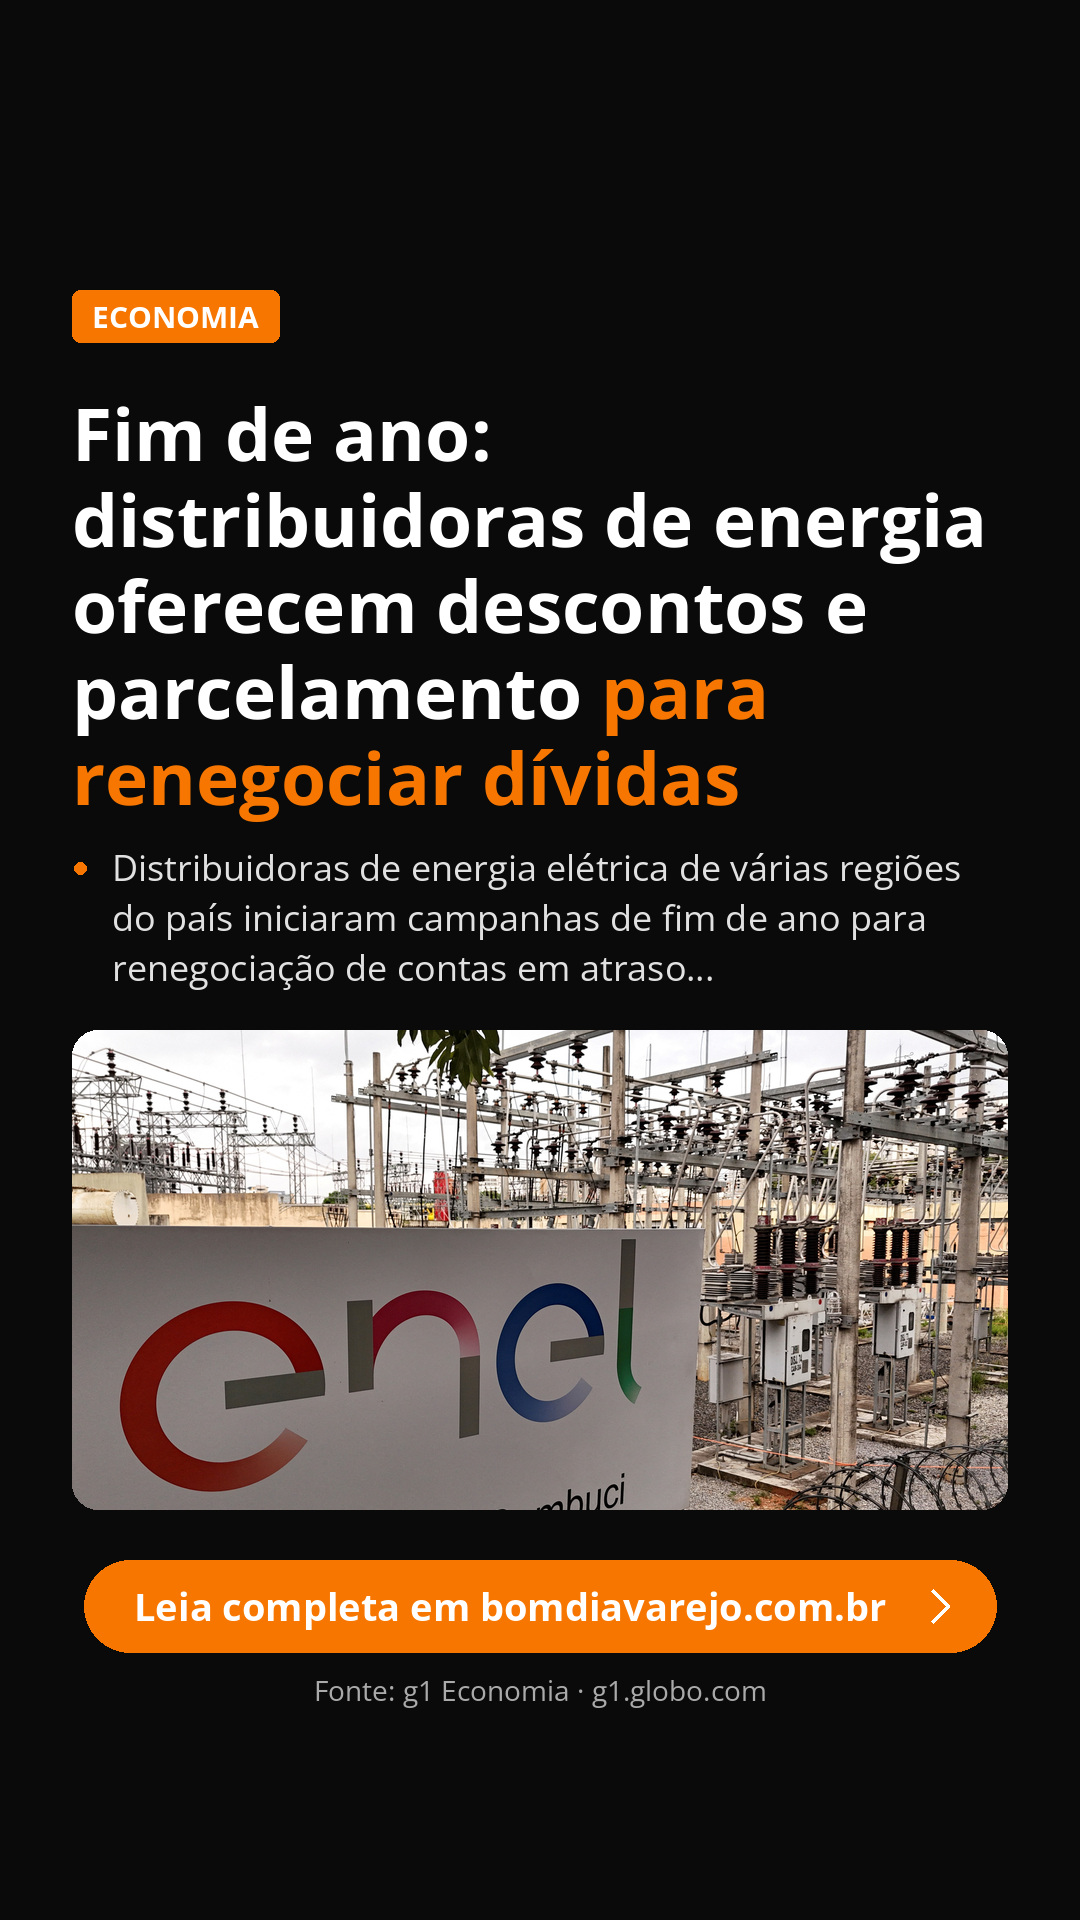 ECONOMIA
Fim de ano:
distribuidoras de energia
oferecem descontos e
parcelamento para
renegociar dívidas
Distribuidoras de energia elétrica de várias regiões
do país iniciaram campanhas de fim de ano para
renegociação de contas em atraso...
enel
Leia completa em bomdiavarejo.com.br
Fonte: g1 Economia · g1.globo.com